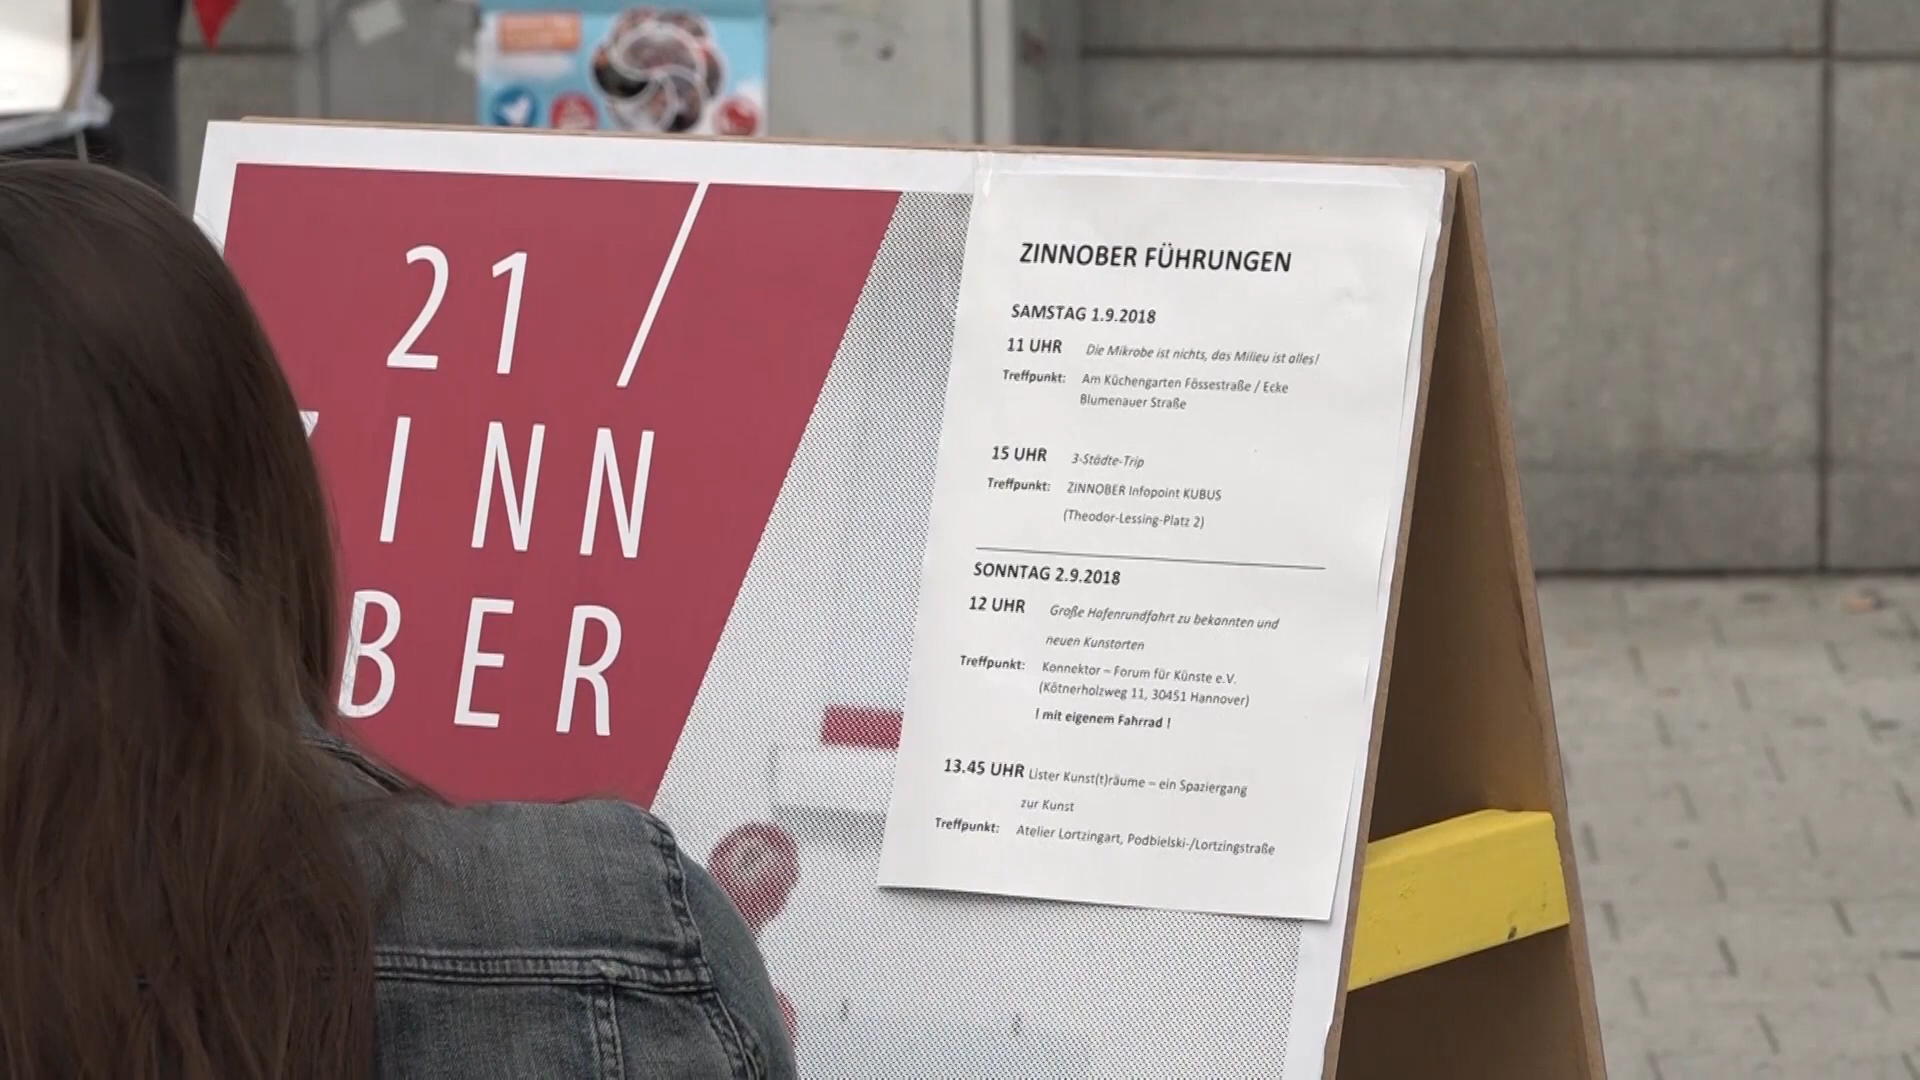 21 /
ZINN
BER
ZINNOBER FÜHRUNGEN
SAMSTAG 1.9.2018
11 UHR Die Mikrobe ist nichts, das Milieu ist alles!
Treffpunkt: Am Küchengarten Fössestraße / Ecke
Blumenauer Straße
15 UHR 3-Städte-Trip
Treffpunkt: ZINNOBER Infopoint KUBUS
(Theodor-Lessing-Platz 2)
SONNTAG 2.9.2018
12 UHR Große Hafenrundfahrt zu bekannten und
neuen Kunstorten
Treffpunkt: Konnektor – Forum für Künste e.V.
(Kötnerholzweg 11, 30451 Hannover)
! mit eigenem Fahrrad !
13.45 UHR Lister Kunst(t)räume – ein Spaziergang
zur Kunst
Treffpunkt: Atelier Lortzingart, Podbielski-/Lortzingstraße